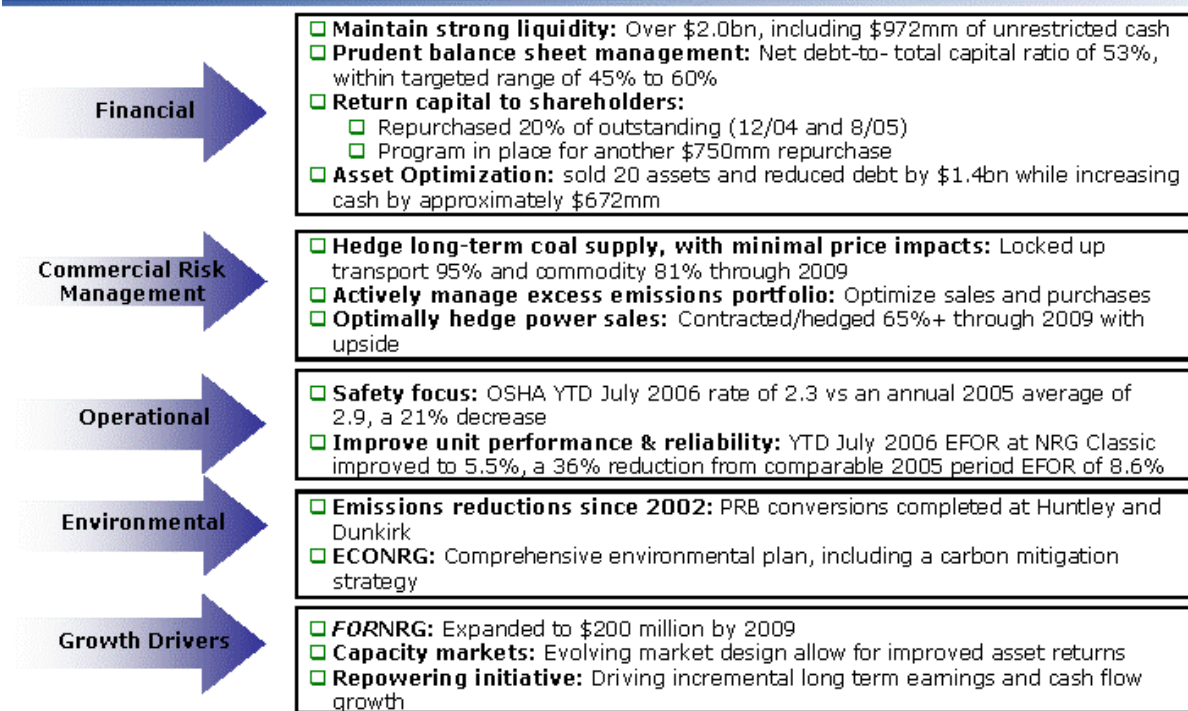 Financial
❑ Maintain strong liquidity: Over $2.0bn, including $972mm of unrestricted cash
❑ Prudent balance sheet management: Net debt-to- total capital ratio of 53%,
within targeted range of 45% to 60%
❑ Return capital to shareholders:
❑ Repurchased 20% of outstanding (12/04 and 8/05)
❑ Program in place for another $750mm repurchase
❑ Asset Optimization: sold 20 assets and reduced debt by $1.4bn while increasing
cash by approximately $672mm
Commercial Risk
Management
❑ Hedge long-term coal supply, with minimal price impacts: Locked up
transport 95% and commodity 81% through 2009
❑ Actively manage excess emissions portfolio: Optimize sales and purchases
❑ Optimally hedge power sales: Contracted/hedged 65%+ through 2009 with
upside
Operational
❑ Safety focus: OSHA YTD July 2006 rate of 2.3 vs an annual 2005 average of
2.9, a 21% decrease
❑ Improve unit performance & reliability: YTD July 2006 EFOR at NRG Classic
improved to 5.5%, a 36% reduction from comparable 2005 period EFOR of 8.6%
Environmental
❑ Emissions reductions since 2002: PRB conversions completed at Huntley and
Dunkirk
❑ ECONRG: Comprehensive environmental plan, including a carbon mitigation
strategy
Growth Drivers
❑ FORNRG: Expanded to $200 million by 2009
❑ Capacity markets: Evolving market design allow for improved asset returns
❑ Repowering initiative: Driving incremental long term earnings and cash flow
growth